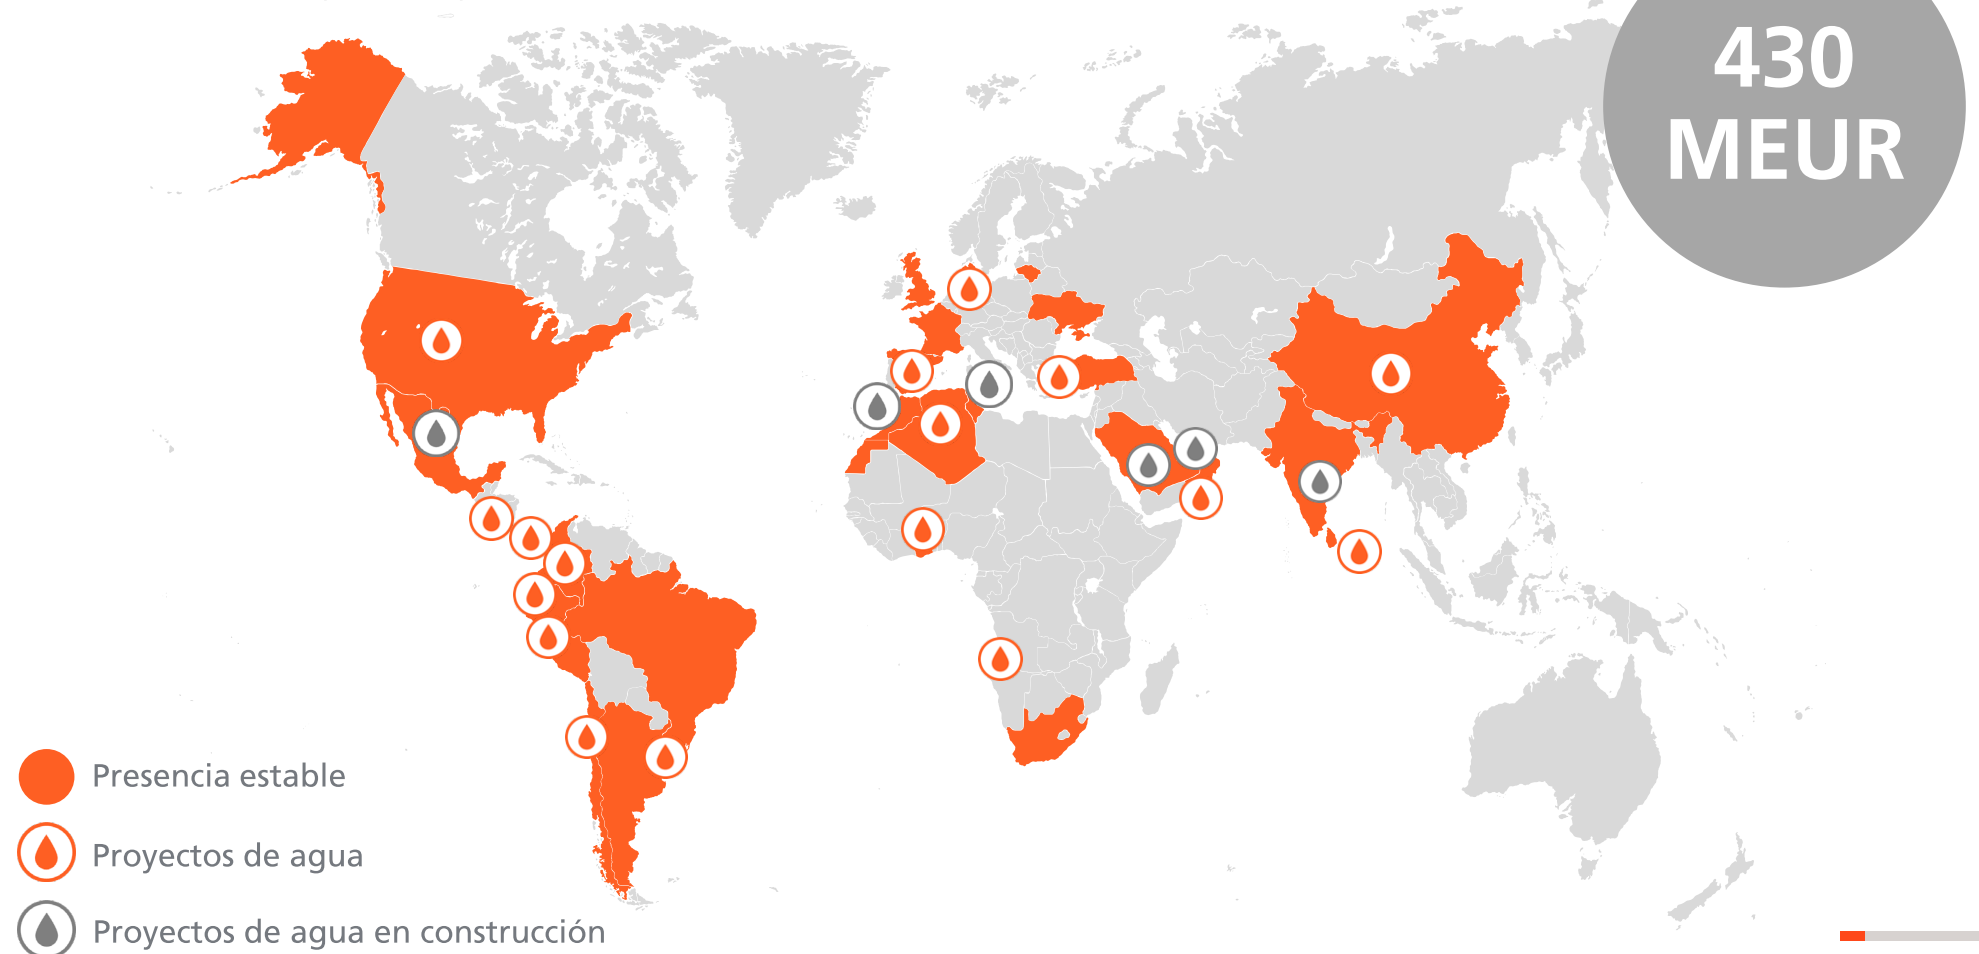 430
MEUR
Presencia estable
Proyectos de agua
Proyectos de agua en construcción